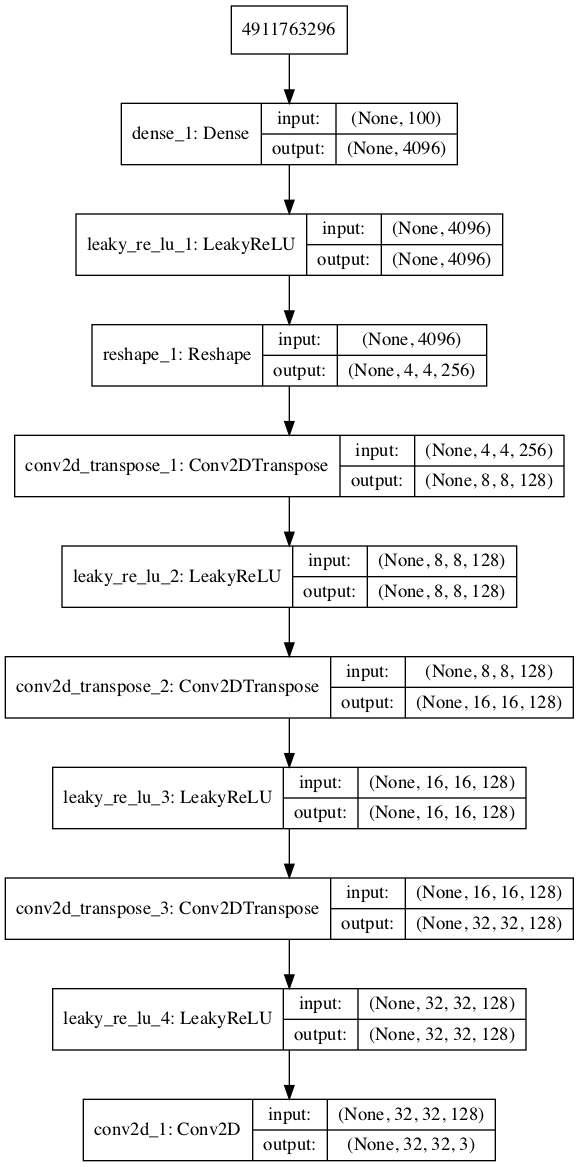 4911763296
dense_1: Dense
input:
(None, 100)
output:
(None, 4096)
leaky_re_lu_1: LeakyReLU
input:
(None, 4096)
output:
(None, 4096)
reshape_1: Reshape
input:
(None, 4096)
output:
(None, 4, 4, 256)
conv2d_transpose_1: Conv2DTranspose
input:
(None, 4, 4, 256)
output:
(None, 8, 8, 128)
leaky_re_lu_2: LeakyReLU
input:
(None, 8, 8, 128)
output:
(None, 8, 8, 128)
conv2d_transpose_2: Conv2DTranspose
input:
(None, 8, 8, 128)
output:
(None, 16, 16, 128)
leaky_re_lu_3: LeakyReLU
input:
(None, 16, 16, 128)
output:
(None, 16, 16, 128)
conv2d_transpose_3: Conv2DTranspose
input:
(None, 16, 16, 128)
output:
(None, 32, 32, 128)
leaky_re_lu_4: LeakyReLU
input:
(None, 32, 32, 128)
output:
(None, 32, 32, 128)
conv2d_1: Conv2D
input:
(None, 32, 32, 128)
output:
(None, 32, 32, 3)